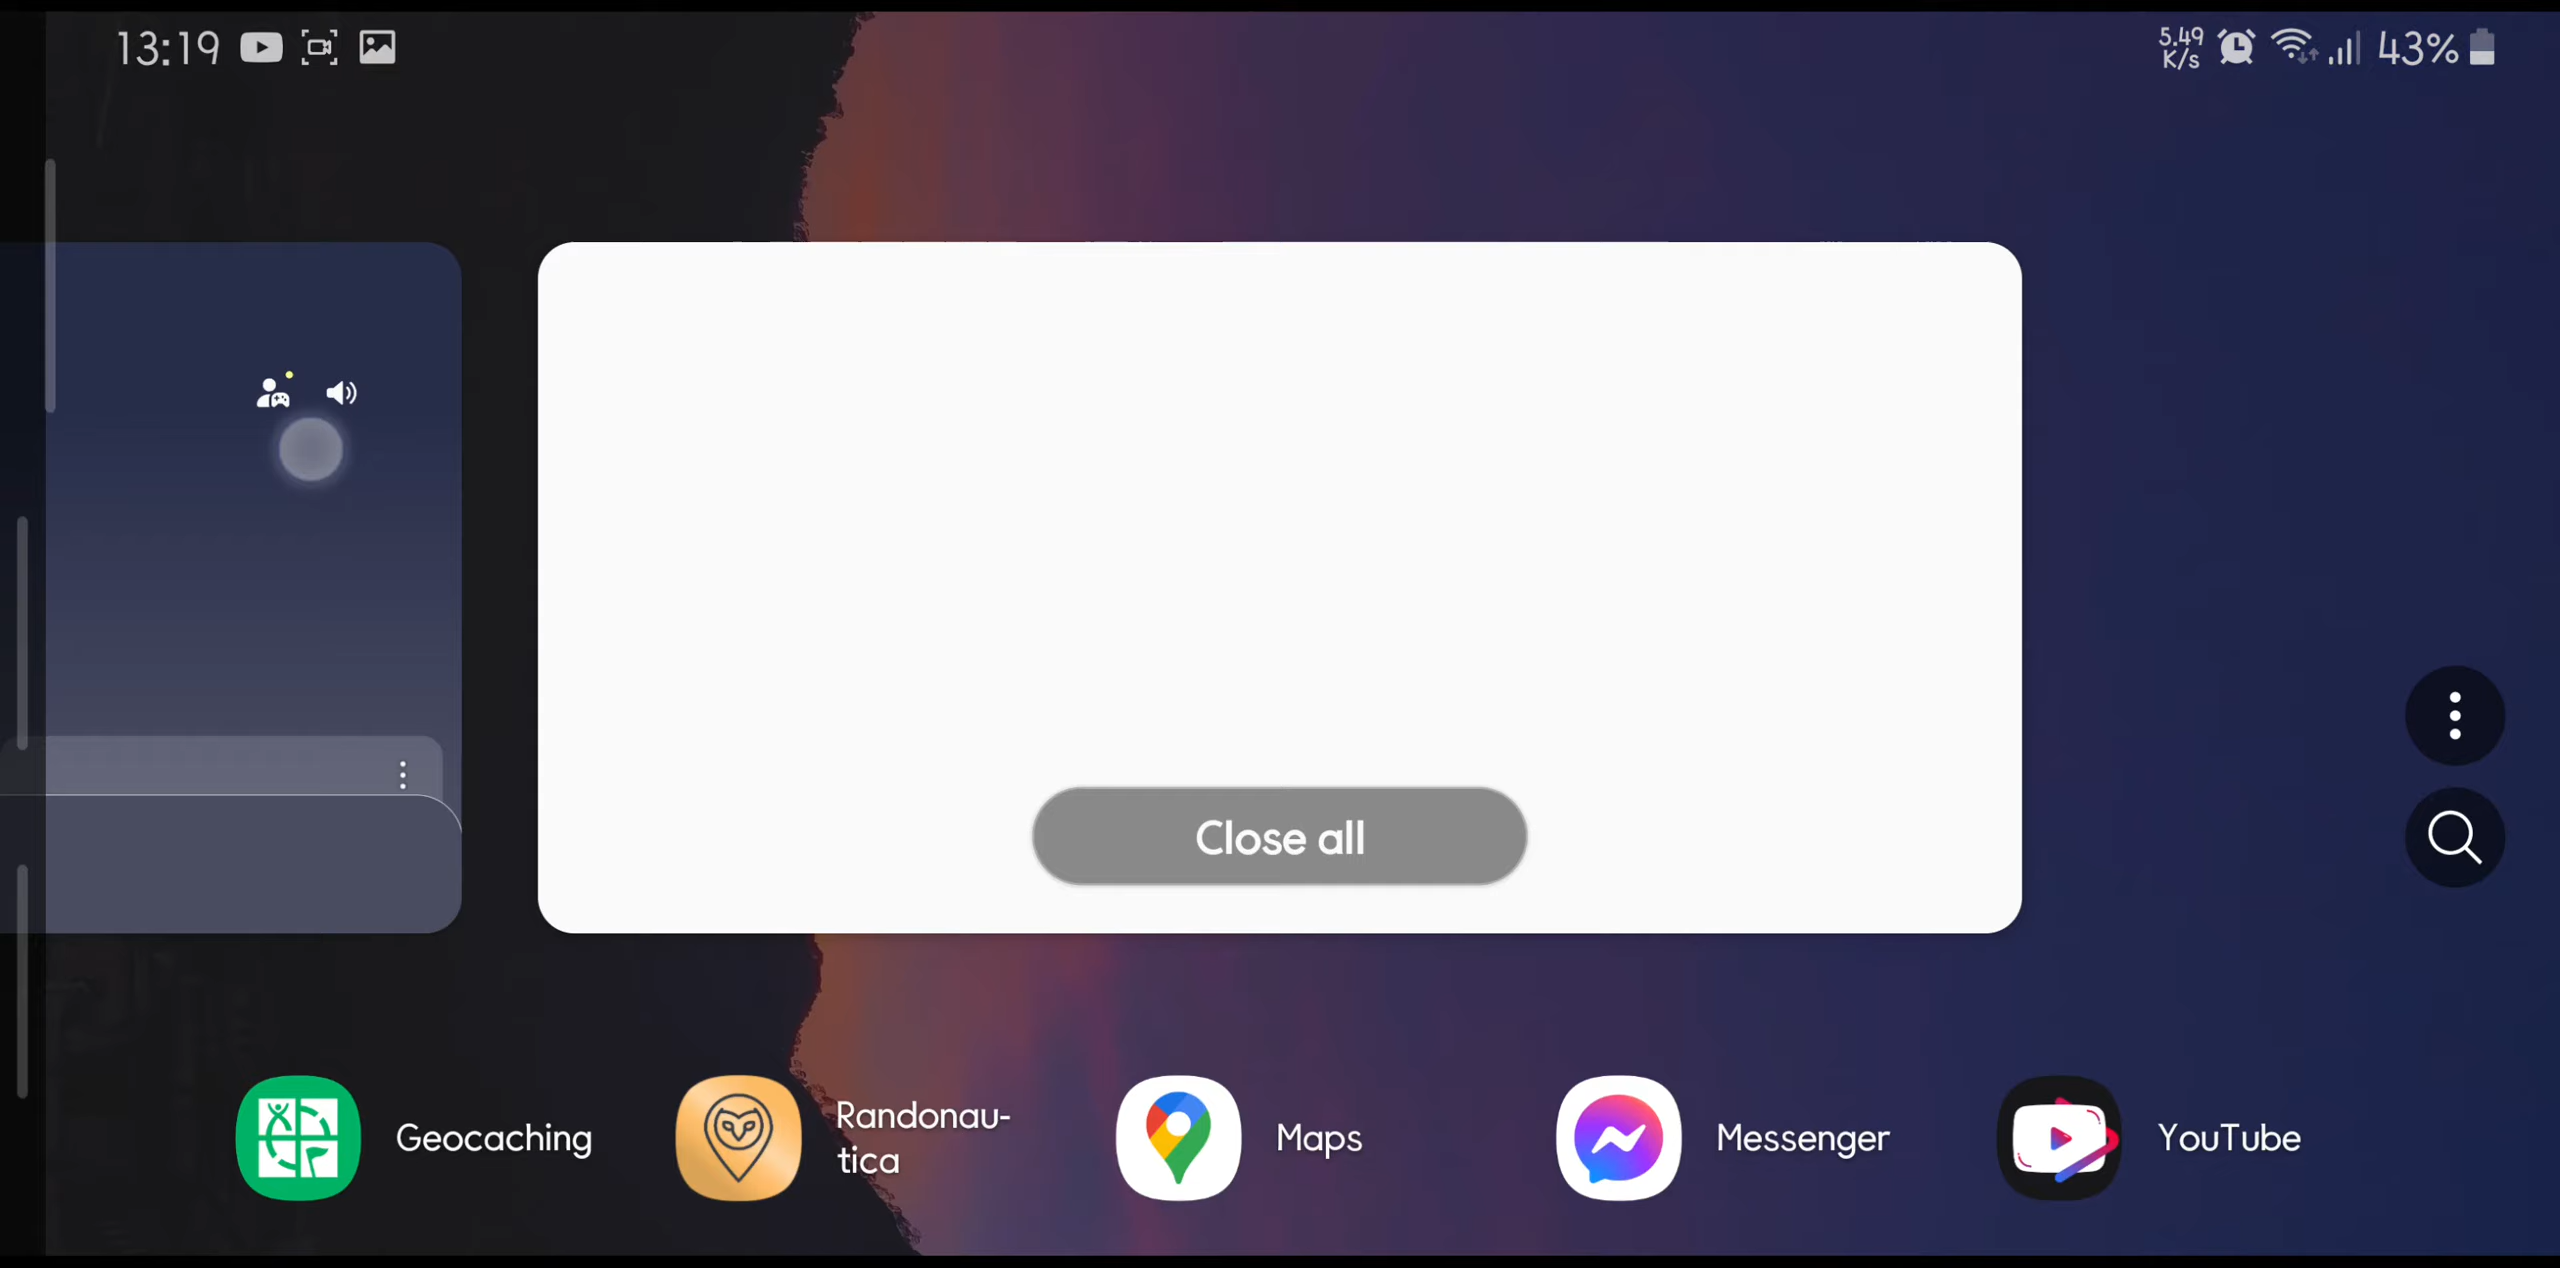 13:19
5.49
K/s
43%
Close all
Geocaching
Randonau-
tica
Maps
Messenger
YouTube